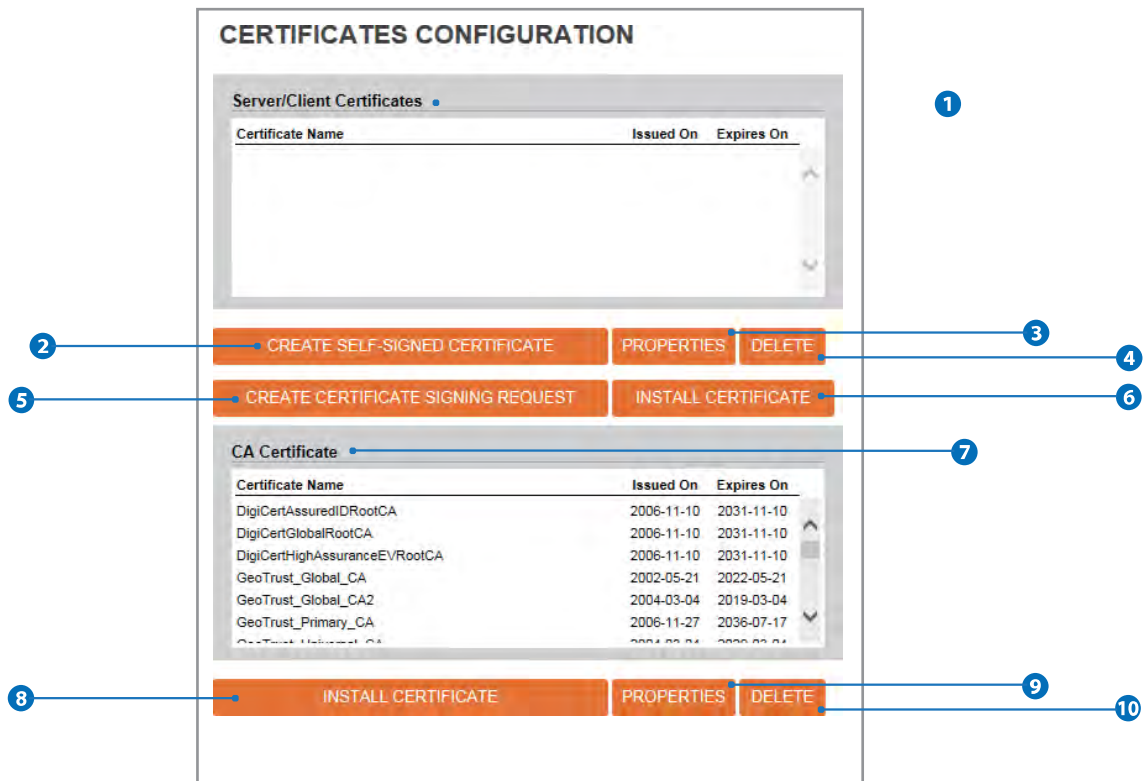 CERTIFICATES CONFIGURATION
Server/Client Certificates
1
Certificate Name Issued On Expires On
2 CREATE SELF-SIGNED CERTIFICATE PROPERTIES 3 DELETE 4
5 CREATE CERTIFICATE SIGNING REQUEST INSTALL CERTIFICATE 6
CA Certificate 7
Certificate Name Issued On Expires On
DigiCertAssuredIDRootCA 2006-11-10 2031-11-10
DigiCertGlobalRootCA 2006-11-10 2031-11-10
DigiCertHighAssuranceEVRootCA 2006-11-10 2031-11-10
GeoTrust_Global_CA 2002-05-21 2022-05-21
GeoTrust_Global_CA2 2004-03-04 2019-03-04
GeoTrust_Primary_CA 2006-11-27 2036-07-17
8 INSTALL CERTIFICATE PROPERTIES 9 DELETE 10